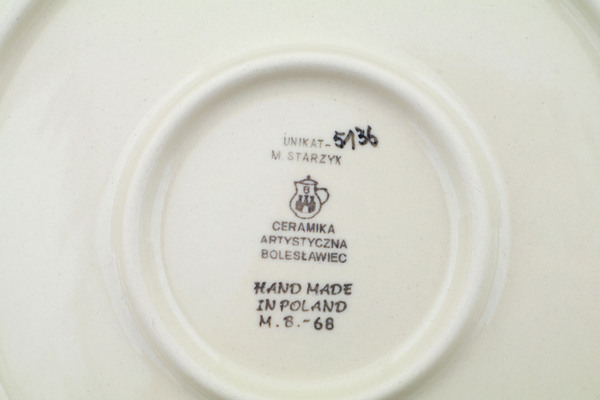 UNIKAT-5136
M. STARZYK
CERAMIKA
ARTYSTYCZNA
BOLESŁAWIEC
HAND MADE
IN POLAND
M. B.-68